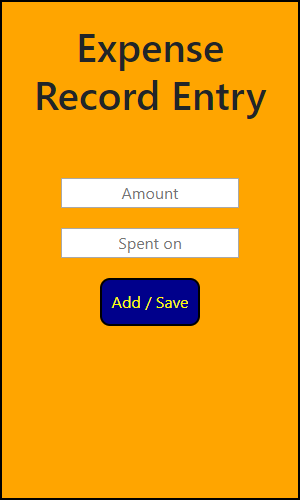 Expense
Record Entry
Amount
Spent on
Add / Save